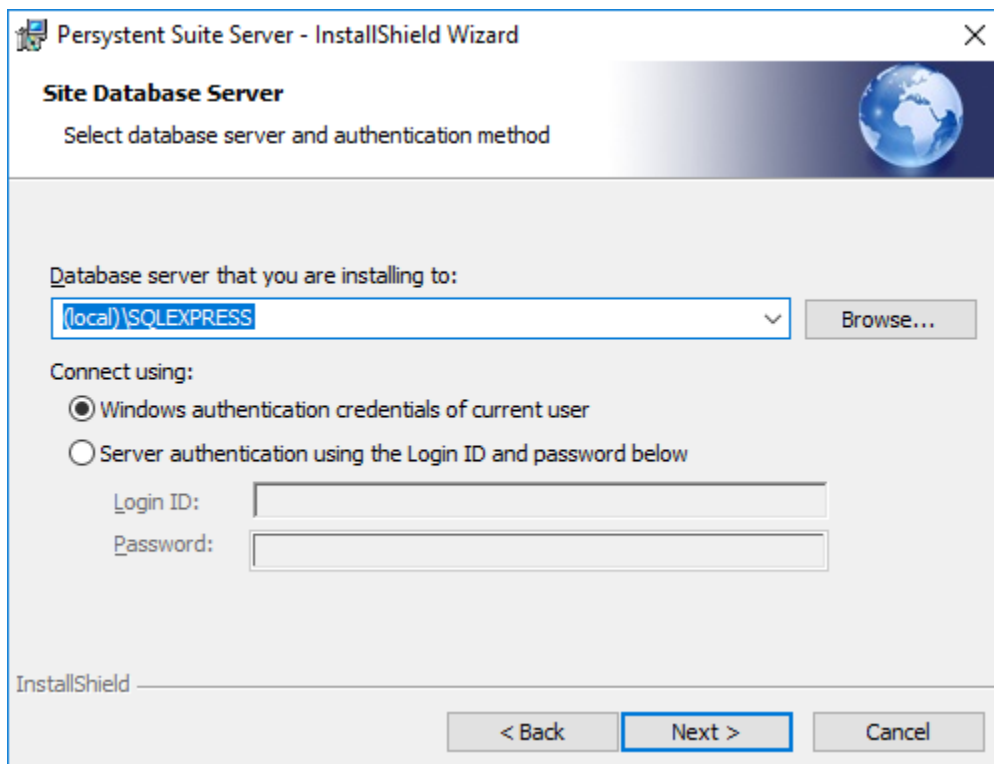 Persystent Suite Server - InstallShield Wizard
Site Database Server
Select database server and authentication method
Database server that you are installing to:
(local)\SQLEXPRESS
Browse...
Connect using:
Windows authentication credentials of current user
Server authentication using the Login ID and password below
Login ID:
Password:
InstallShield
< Back
Next >
Cancel